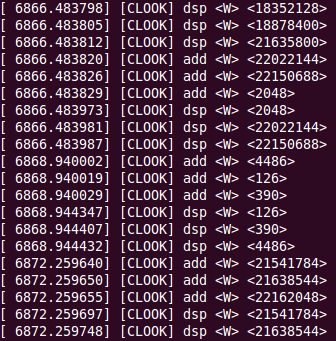 [ 6866.483798] [CLOOK] dsp <W> <18352128>
[ 6866.483805] [CLOOK] dsp <W> <18878400>
[ 6866.483812] [CLOOK] dsp <W> <21635800>
[ 6866.483820] [CLOOK] add <W> <22022144>
[ 6866.483826] [CLOOK] add <W> <22150688>
[ 6866.483829] [CLOOK] add <W> <2048>
[ 6866.483973] [CLOOK] dsp <W> <2048>
[ 6866.483981] [CLOOK] dsp <W> <22022144>
[ 6866.483987] [CLOOK] dsp <W> <22150688>
[ 6868.940002] [CLOOK] add <W> <4486>
[ 6868.940019] [CLOOK] add <W> <126>
[ 6868.940029] [CLOOK] add <W> <390>
[ 6868.944347] [CLOOK] dsp <W> <126>
[ 6868.944407] [CLOOK] dsp <W> <390>
[ 6868.944432] [CLOOK] dsp <W> <4486>
[ 6872.259640] [CLOOK] add <W> <21541784>
[ 6872.259650] [CLOOK] add <W> <21638544>
[ 6872.259655] [CLOOK] add <W> <22162048>
[ 6872.259697] [CLOOK] dsp <W> <21541784>
[ 6872.259748] [CLOOK] dsp <W> <21638544>